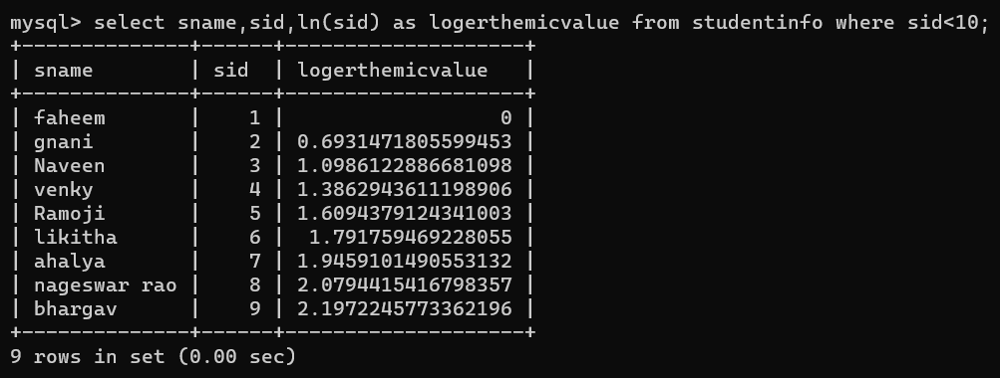 mysql> select sname,sid,ln(sid) as logerthemicvalue from studentinfo where sid<10;
+--------------+------+--------------------+
| sname        | sid  | logerthemicvalue   |
+--------------+------+--------------------+
| faheem       |    1 |                  0 |
| gnani        |    2 | 0.6931471805599453 |
| Naveen       |    3 | 1.0986122886681098 |
| venky        |    4 | 1.3862943611198906 |
| Ramoji       |    5 | 1.6094379124341003 |
| likitha      |    6 |  1.791759469228055 |
| ahalya       |    7 | 1.9459101490553132 |
| nageswar rao |    8 | 2.0794415416798357 |
| bhargav      |    9 | 2.1972245773362196 |
+--------------+------+--------------------+
9 rows in set (0.00 sec)